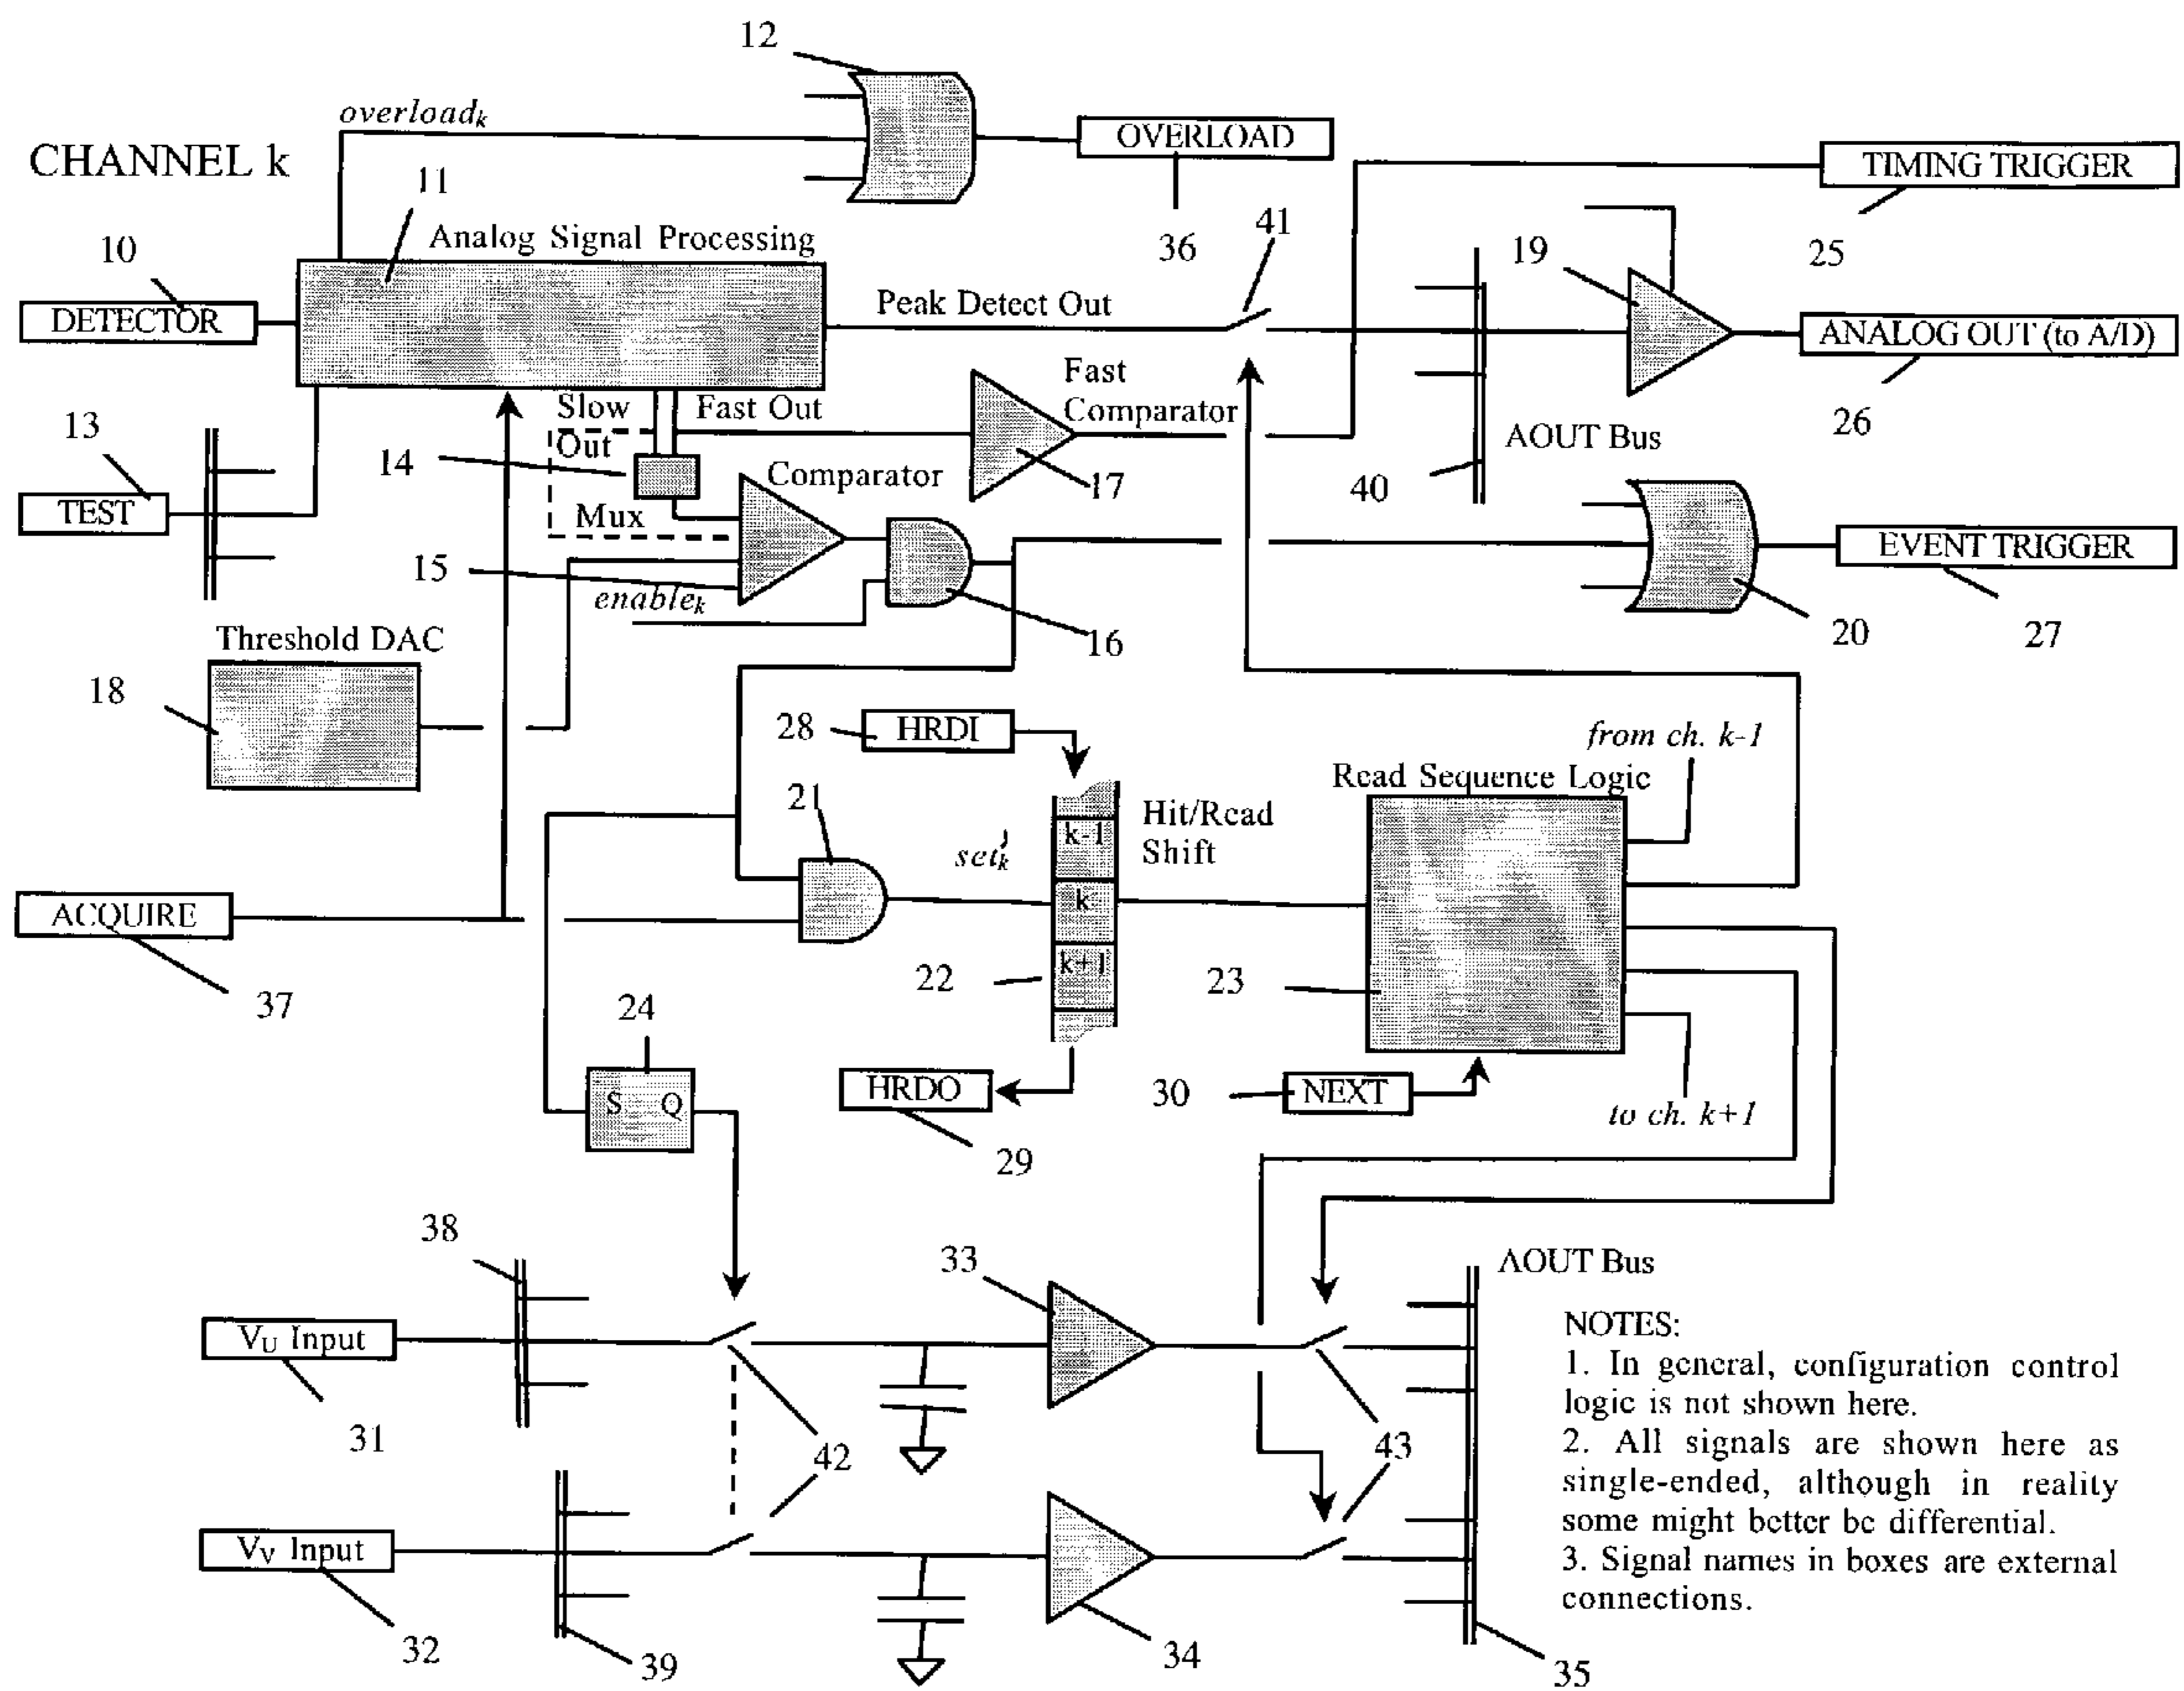 12
overloadk
CHANNEL k
OVERLOAD
TIMING TRIGGER
11
10
Analog Signal Processing
36
41
19
25
DETECTOR
Peak Detect Out
ANALOG OUT (to A/D)
Slow
Out
Fast Out
Fast
Comparator
26
13
14
Comparator
17
AOUT Bus
40
TEST
Mux
15
enablek
EVENT TRIGGER
16
20
27
Threshold DAC
18
28
HRDI
from ch. k-1
Read Sequence Logic
21
k-1
Hit/Read
Shift
setk
k
ACQUIRE
k+1
22
23
37
24
S Q
HRDO
30
NEXT
to ch. k+1
29
38
33
AOUT Bus
VU Input
31
42
43
NOTES:
1. In general, configuration control
logic is not shown here.
2. All signals are shown here as
single-ended, although in reality
some might better be differential.
3. Signal names in boxes are external
connections.
VV Input
32
39
34
35